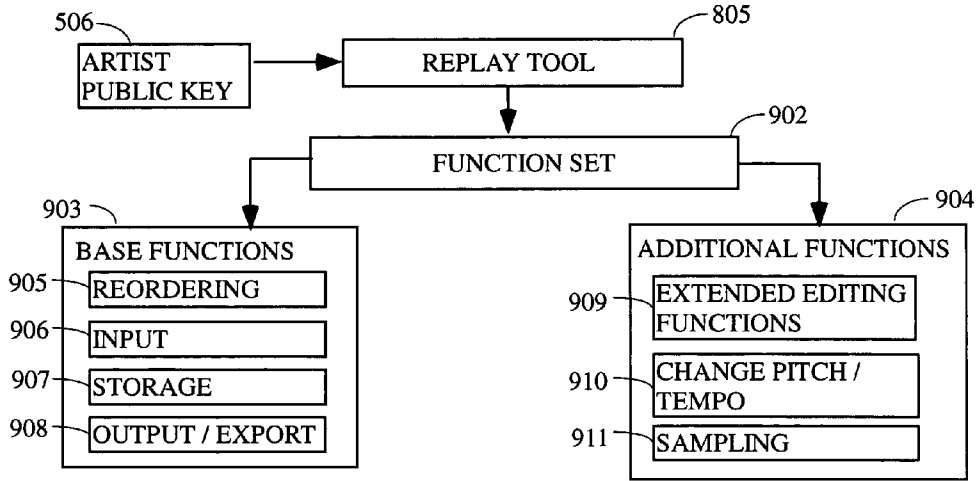 506
805
ARTIST
PUBLIC KEY
REPLAY TOOL
902
FUNCTION SET
903
BASE FUNCTIONS
905
REORDERING
906
INPUT
907
STORAGE
908
OUTPUT / EXPORT
904
ADDITIONAL FUNCTIONS
909
EXTENDED EDITING
FUNCTIONS
910
CHANGE PITCH /
TEMPO
911
SAMPLING